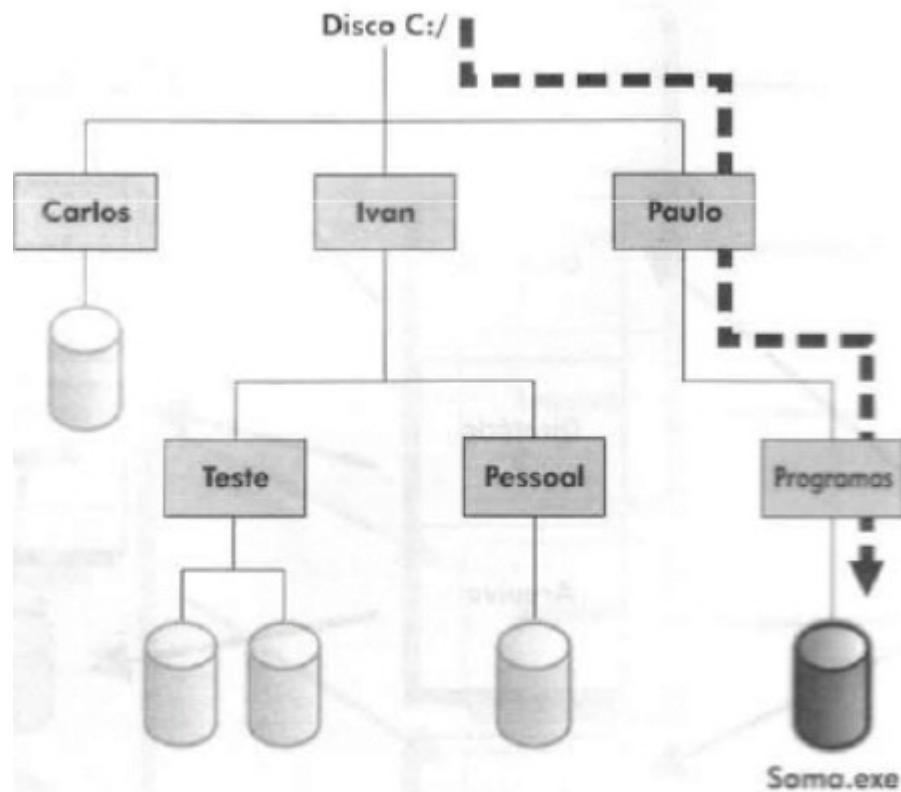 Disco C:/
Carlos
Ivan
Paulo
Teste
Pessoal
Programas
Soma.exe